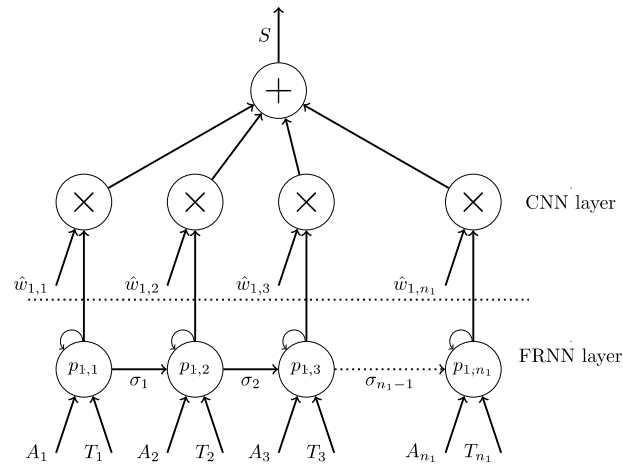 S
+
× × × × CNN layer
ŵ₁,₁ ŵ₁,₂ ŵ₁,₃ ŵ₁,ₙ₁
FRNN layer
p₁,₁ p₁,₂ p₁,₃ p₁,ₙ₁
σ₁ σ₂ σₙ₁₋₁
A₁ T₁ A₂ T₂ A₃ T₃ Aₙ₁ Tₙ₁